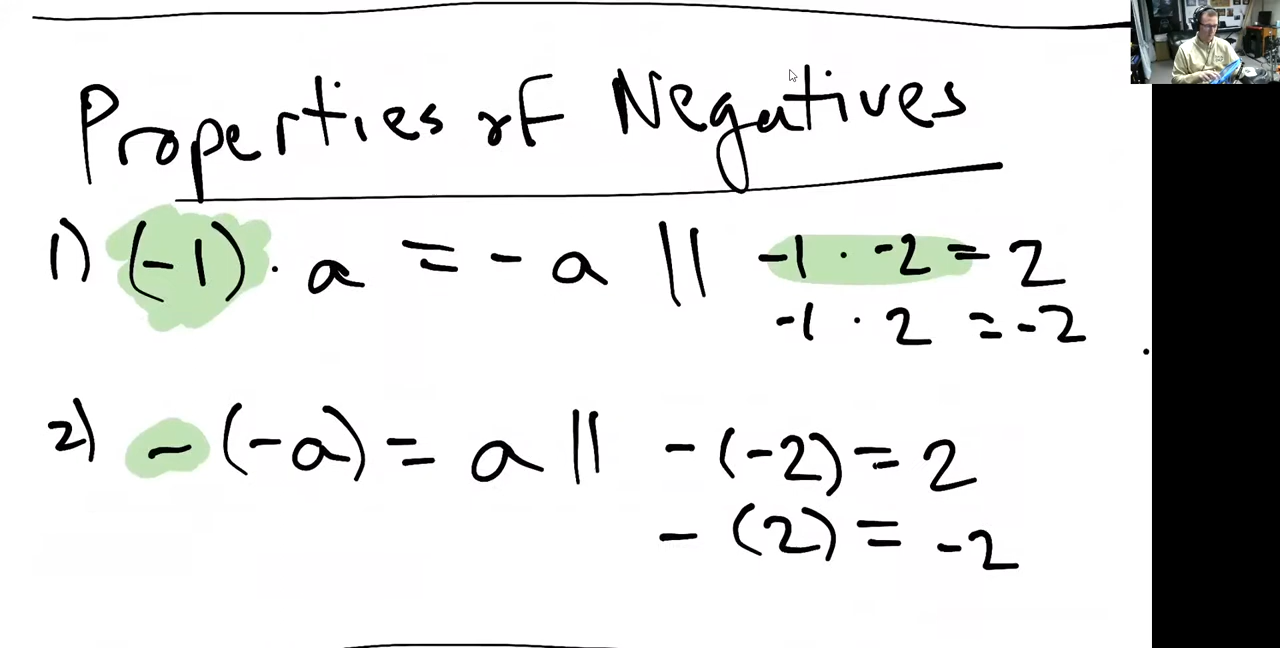 Properties of Negatives
1) (-1) · a = -a || -1 · -2 = 2
-1 · 2 = -2
2) -(-a) = a || -(-2) = 2
-(2) = -2